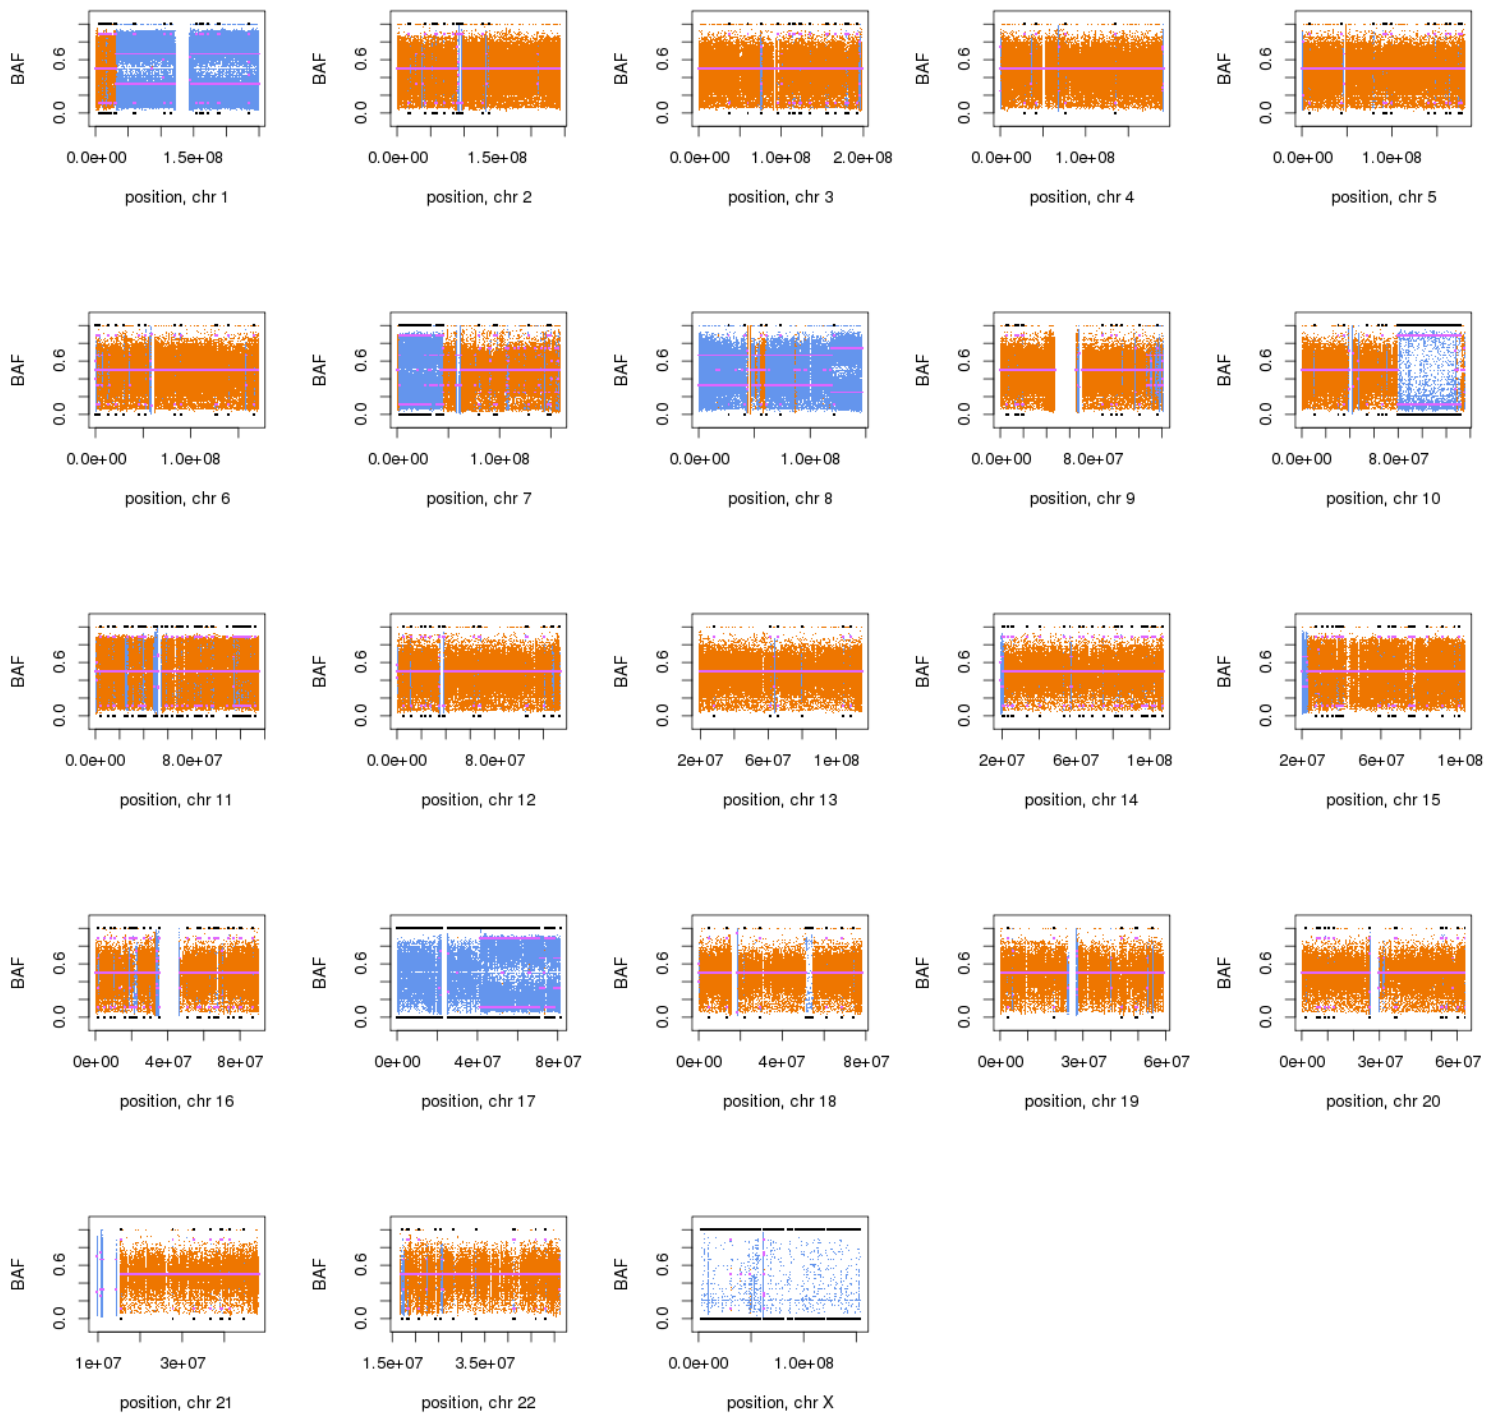 BAF
0.0
0.6
0.0e+00 1.5e+08
position, chr 1
BAF
0.0
0.6
0.0e+00 1.5e+08
position, chr 2
BAF
0.0
0.6
0.0e+00 1.0e+08 2.0e+08
position, chr 3
BAF
0.0
0.6
0.0e+00 1.0e+08
position, chr 4
BAF
0.0
0.6
0.0e+00 1.0e+08
position, chr 5
BAF
0.0
0.6
0.0e+00 1.0e+08
position, chr 6
BAF
0.0
0.6
0.0e+00 1.0e+08
position, chr 7
BAF
0.0
0.6
0.0e+00 1.0e+08
position, chr 8
BAF
0.0
0.6
0.0e+00 8.0e+07
position, chr 9
BAF
0.0
0.6
0.0e+00 8.0e+07
position, chr 10
BAF
0.0
0.6
0.0e+00 8.0e+07
position, chr 11
BAF
0.0
0.6
0.0e+00 8.0e+07
position, chr 12
BAF
0.0
0.6
2e+07 6e+07 1e+08
position, chr 13
BAF
0.0
0.6
2e+07 6e+07 1e+08
position, chr 14
BAF
0.0
0.6
2e+07 6e+07 1e+08
position, chr 15
BAF
0.0
0.6
0e+00 4e+07 8e+07
position, chr 16
BAF
0.0
0.6
0e+00 4e+07 8e+07
position, chr 17
BAF
0.0
0.6
0e+00 4e+07 8e+07
position, chr 18
BAF
0.0
0.6
0e+00 3e+07 6e+07
position, chr 19
BAF
0.0
0.6
0e+00 3e+07 6e+07
position, chr 20
BAF
0.0
0.6
1e+07 3e+07
position, chr 21
BAF
0.0
0.6
1.5e+07 3.5e+07
position, chr 22
BAF
0.0
0.6
0.0e+00 1.0e+08
position, chr X